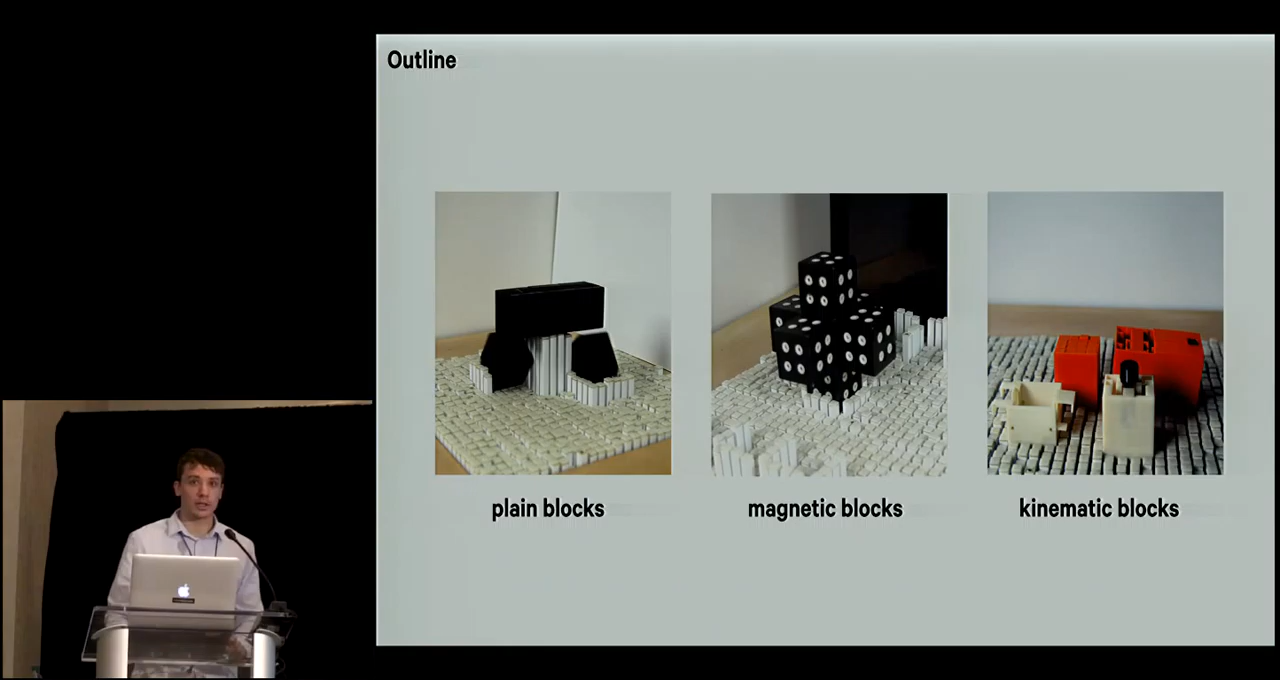 Outline
plain blocks
magnetic blocks
kinematic blocks